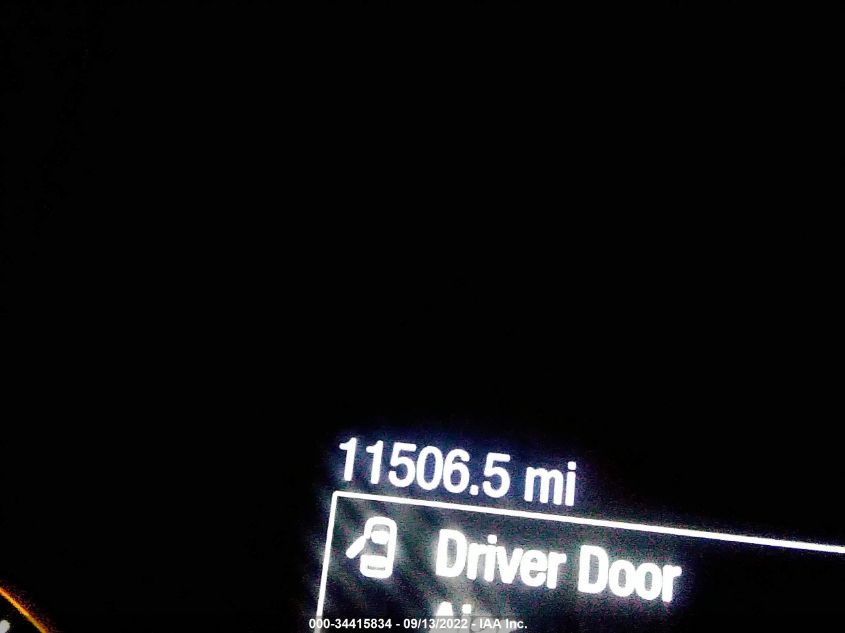 11506.5 mi
Driver Door
000-34415834 - 09/13/2022 - IAA Inc.